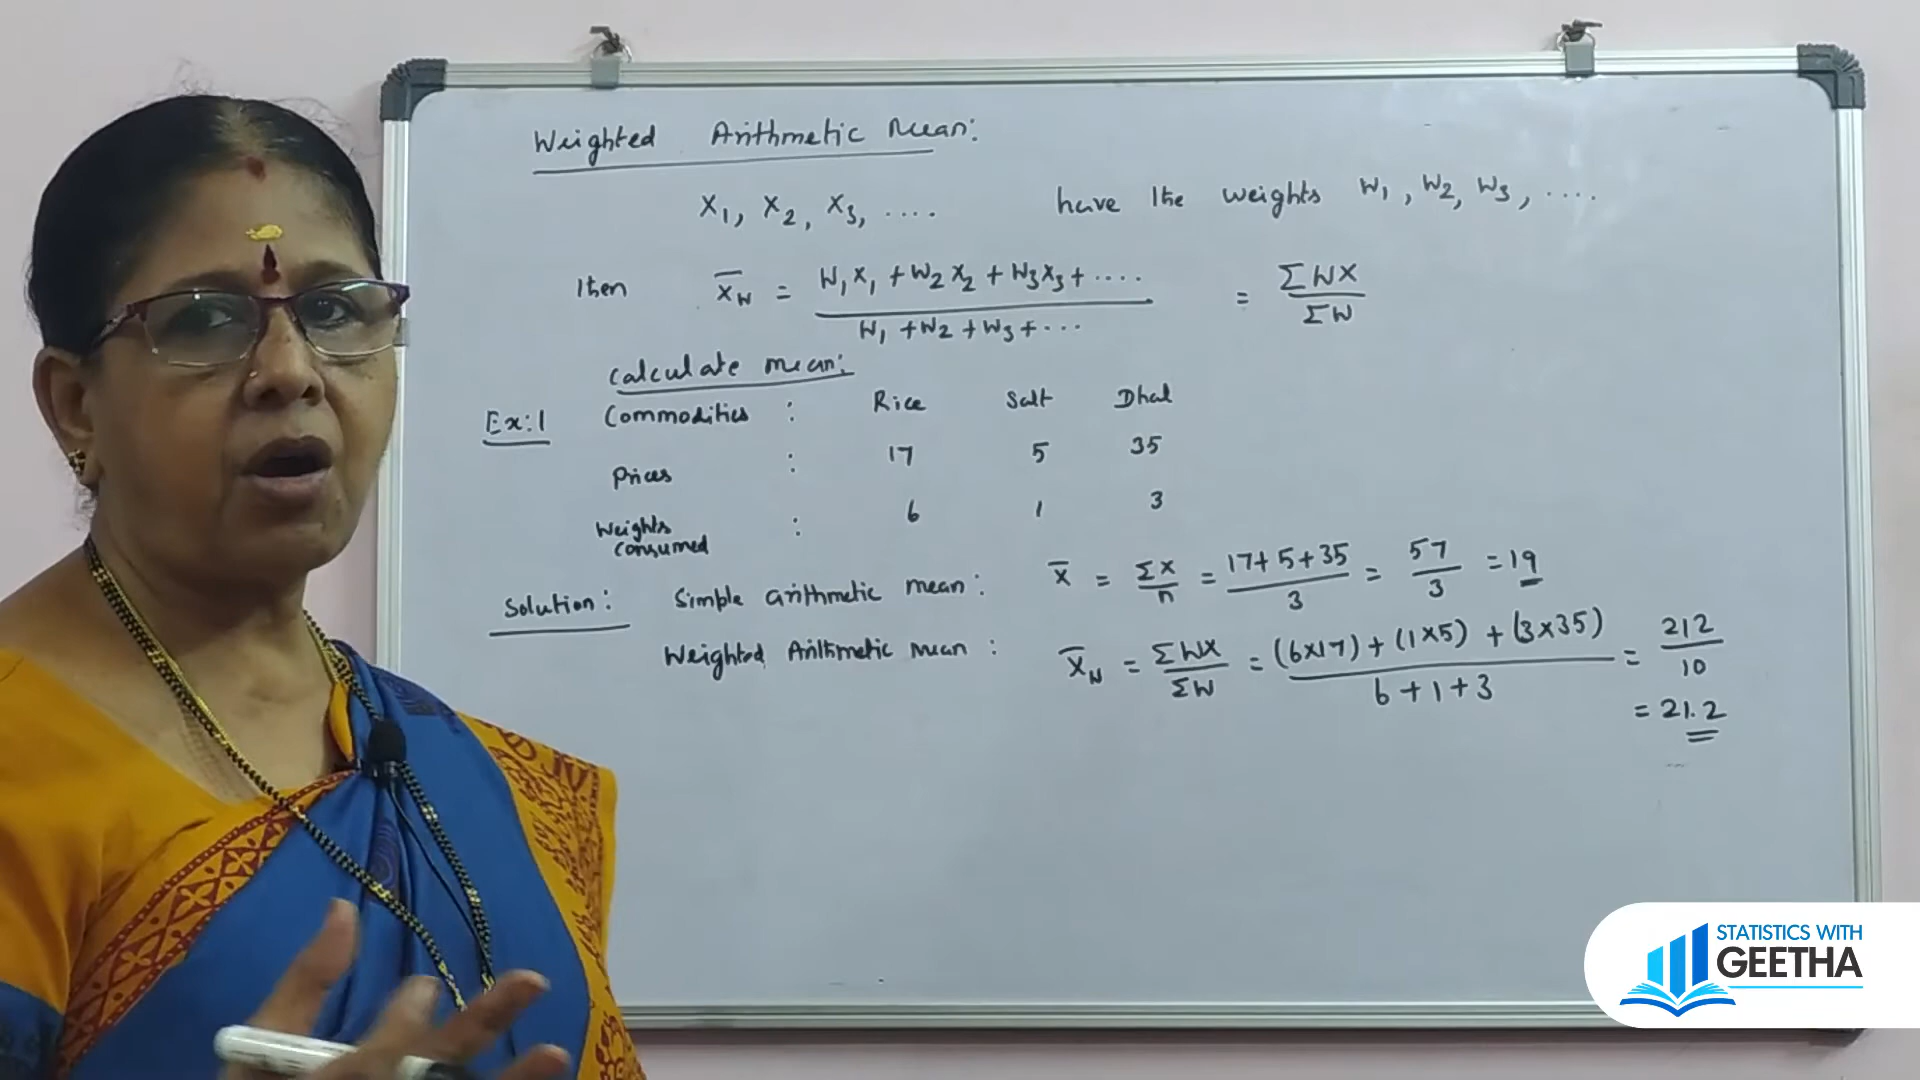 Weighted Arithmetic Mean:
X1, X2, X3, .... have the weights W1, W2, W3, ....
then X̄W = W1X1 + W2X2 + W3X3 + .... / W1 + W2 + W3 + ... = ΣWX / ΣW
Calculate mean:
Ex:1 Commodities : Rice Salt Dhal
Prices : 17 5 35
Weights consumed : 6 1 3
Solution: Simple arithmetic mean: X̄ = ΣX / n = 17+5+35 / 3 = 57 / 3 = 19
Weighted Arithmetic mean: X̄W = ΣWX / ΣW = (6×17) + (1×5) + (3×35) / 6+1+3 = 212 / 10
= 21.2
STATISTICS WITH
GEETHA